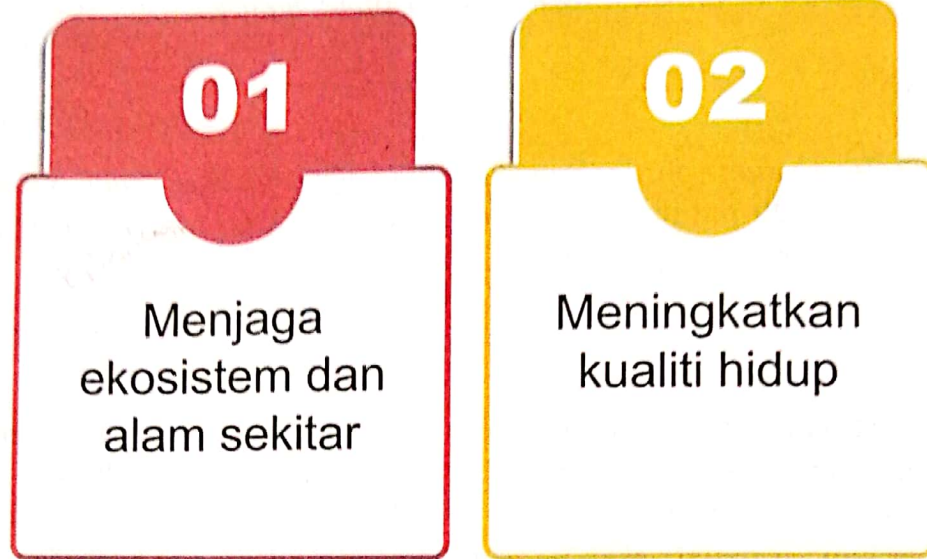 01
Menjaga
ekosistem dan
alam sekitar
02
Meningkatkan
kualiti hidup